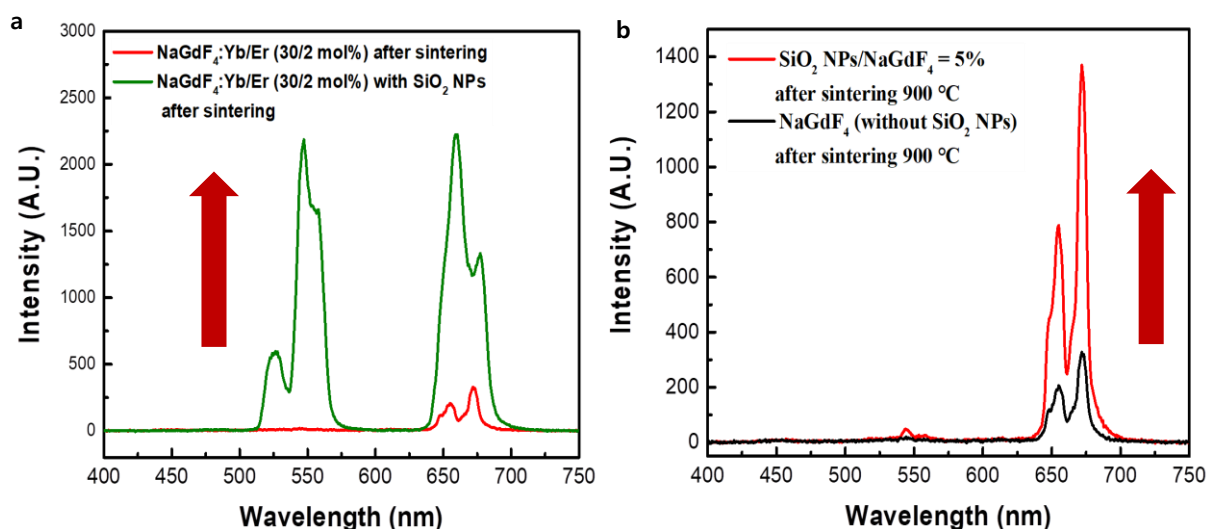 a
NaGdF₄:Yb/Er (30/2 mol%) after sintering
NaGdF₄:Yb/Er (30/2 mol%) with SiO₂ NPs
after sintering
3000
2500
2000
1500
1000
500
0
Intensity (A.U.)
400 450 500 550 600 650 700 750
Wavelength (nm)
b
SiO₂ NPs/NaGdF₄ = 5%
after sintering 900 °C
NaGdF₄ (without SiO₂ NPs)
after sintering 900 °C
1400
1200
1000
800
600
400
200
0
Intensity (A.U.)
400 450 500 550 600 650 700 750
Wavelength (nm)